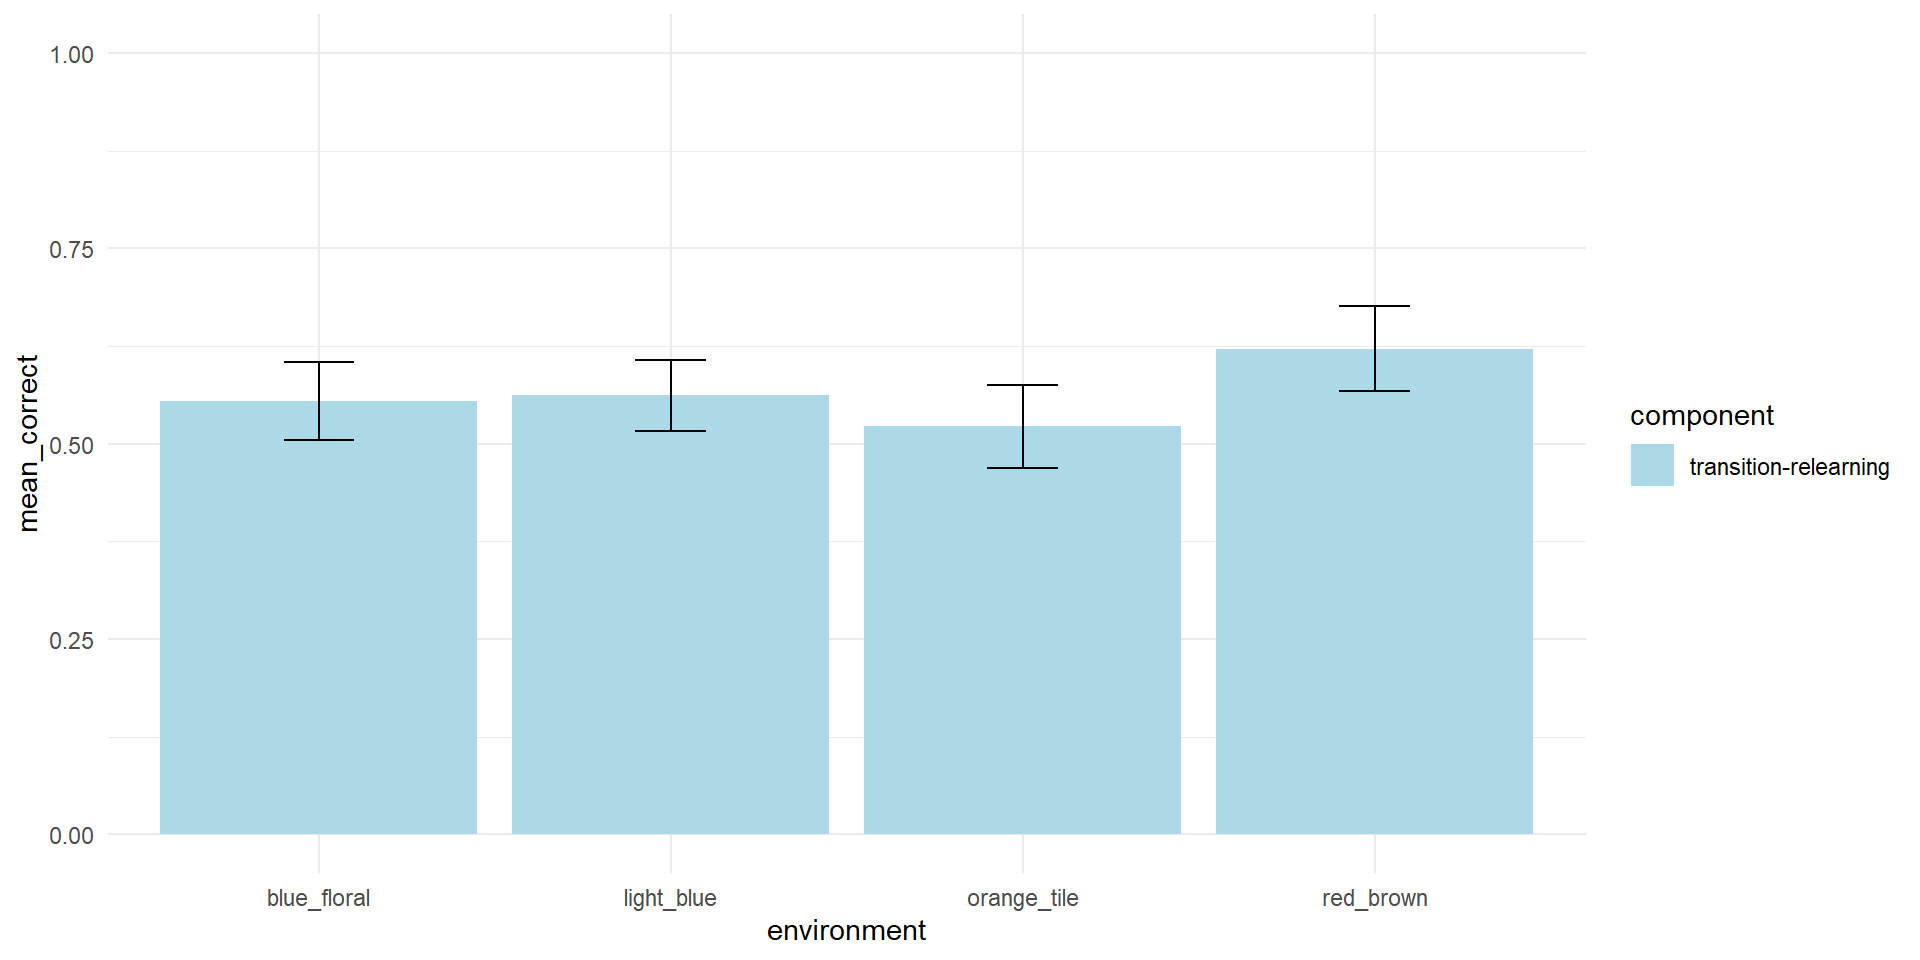 1.00
0.75
0.50
0.25
0.00
mean_correct
blue_floral
light_blue
orange_tile
red_brown
environment
component
transition-relearning